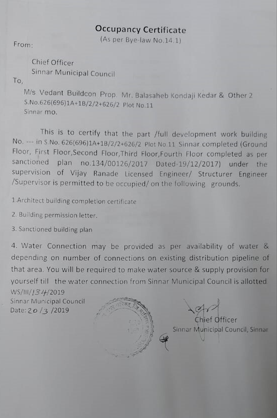 Occupancy Certificate
(As per Bye-law No.14.1)
From:
Chief Officer
Sinnar Municipal Council
To,
M/s Vedant Buildcon Prop. Mr. Balasaheb Kondaji Kedar & Other 2
S.No.626(696)1A+1B/2/2+626/2 Plot No.11
Sinnar mo.
This is to certify that the part /full development work building
No. --- in S.No. 626(696)1A+1B/2/2+626/2 Plot No.11 Sinnar completed (Ground
Floor, First Floor,Second Floor,Third Floor,Fourth Floor completed as per
sanctioned plan no.134/00126/2017 Dated-19/12/2017) under the
supervision of Vijay Ranade Licensed Engineer/ Structurer Engineer
/Supervisor is permitted to be occupied/ on the following grounds.
1.Architect building completion certificate
2. Building permission letter.
3. Sanctioned building plan
4. Water Connection may be provided as per availability of water &
depending on number of connections on existing distribution pipeline of
that area. You will be required to make water source & supply provision for
yourself till the water connection from Sinnar Municipal Council is allotted
/2019
Sinnar Municipal Council
Date: 20/3/2019
Chief Officer
Sinnar Municipal Council, Sinnar